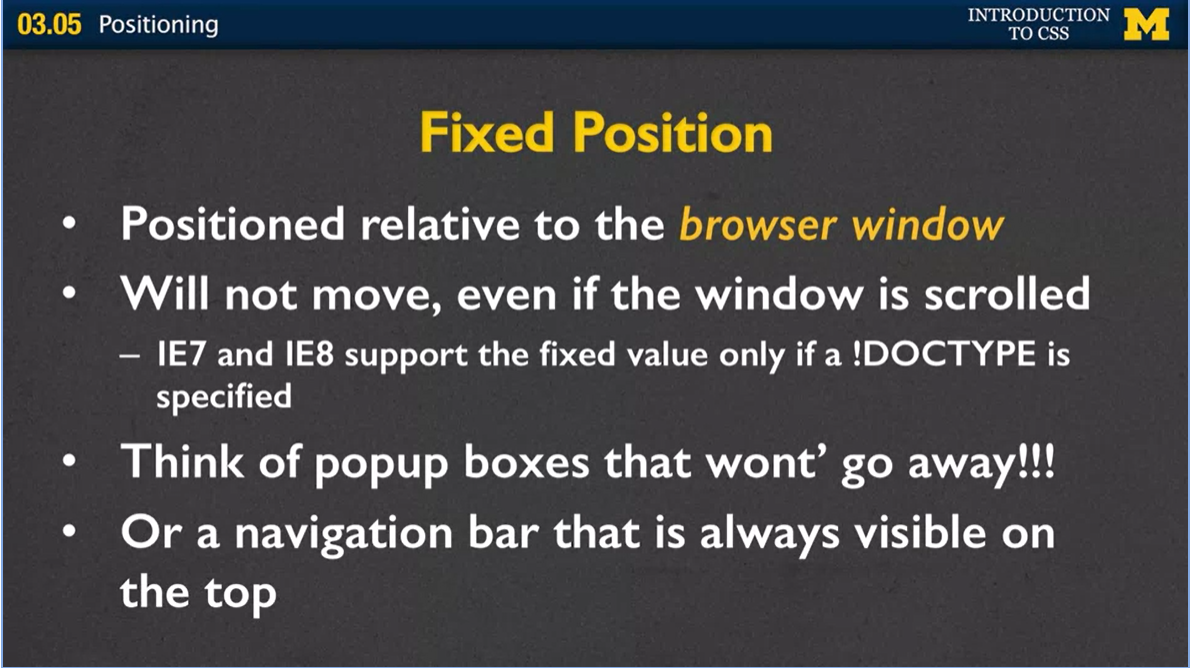 03.05 Positioning
INTRODUCTION
TO CSS
M
Fixed Position
• Positioned relative to the browser window
• Will not move, even if the window is scrolled
– IE7 and IE8 support the fixed value only if a !DOCTYPE is
specified
• Think of popup boxes that wont’ go away!!!
• Or a navigation bar that is always visible on
the top